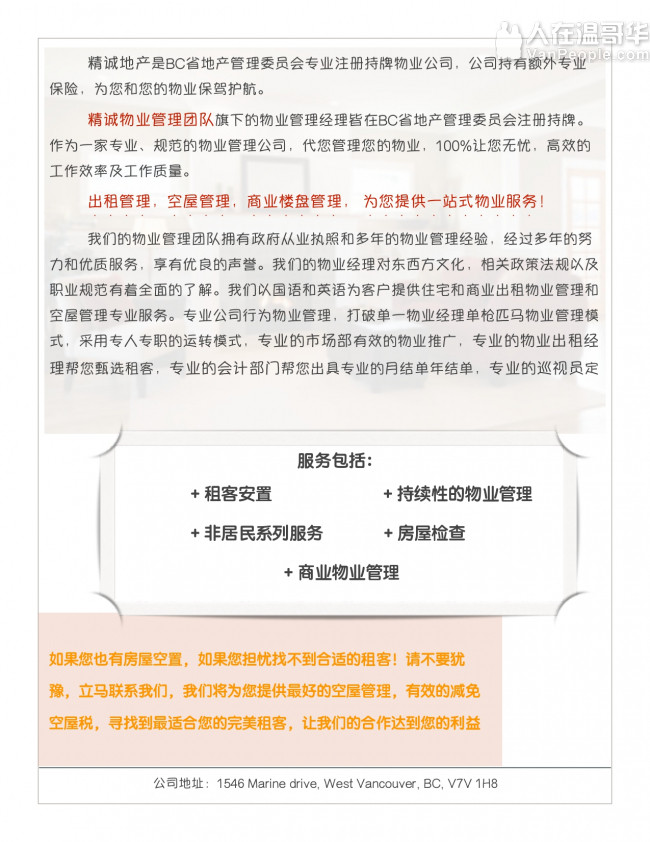 人在温哥华
VanPeople.com
精诚地产是BC省地产管理委员会专业注册持牌物业公司，公司持有额外专业
保险，为您和您的物业保驾护航。
精诚物业管理团队旗下的物业管理经理皆在BC省地产管理委员会注册持牌。
作为一家专业、规范的物业管理公司，代您管理您的物业，100%让您无忧，高效的
工作效率及工作质量。
出租管理，空屋管理，商业楼盘管理， 为您提供一站式物业服务！
我们的物业管理团队拥有政府从业执照和多年的物业管理经验，经过多年的努
力和优质服务，享有优良的声誉。我们的物业经理对东西方文化，相关政策法规以及
职业规范有着全面的了解。我们以国语和英语为客户提供住宅和商业出租物业管理和
空屋管理专业服务。专业公司行为物业管理，打破单一物业经理单枪匹马物业管理模
式，采用专人专职的运转模式，专业的市场部有效的物业推广，专业的物业出租经
理帮您甄选租客，专业的会计部门帮您出具专业的月结单年结单，专业的巡视员定
服务包括：
+ 租客安置 + 持续性的物业管理
+ 非居民系列服务 + 房屋检查
+ 商业物业管理
如果您也有房屋空置，如果您担忧找不到合适的租客！请不要犹
豫，立马联系我们，我们将为您提供最好的空屋管理，有效的减免
空屋税，寻找到最适合您的完美租客，让我们的合作达到您的利益
公司地址：1546 Marine drive, West Vancouver, BC, V7V 1H8